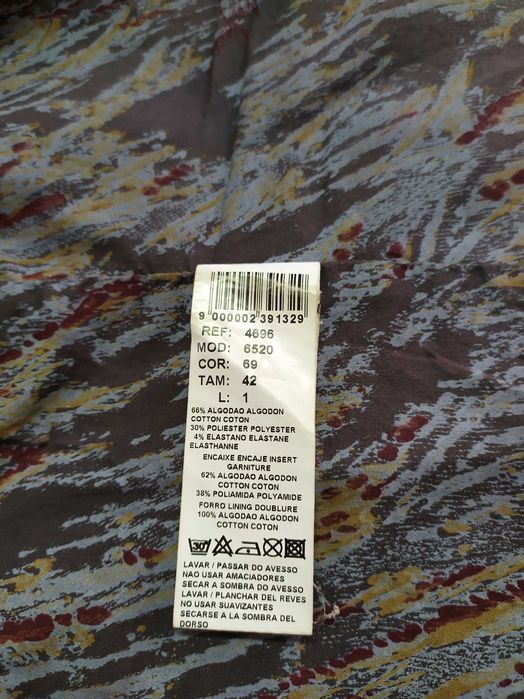 9 000002 391329
REF: 4696
MOD: 6520
COR: 69
TAM: 42
L: 1
66% ALGODAO ALGODON
COTTON COTON
30% POLIESTER POLYESTER
4% ELASTANO ELASTANE
ELASTHANNE
ENCAIXE ENCAJE INSERT
GARNITURE
62% ALGODAO ALGODON
COTTON COTON
38% POLIAMIDA POLYAMIDE
FORRO LINING DOUBLURE
100% ALGODAO ALGODON
COTTON COTON
30°
LAVAR / PASSAR DO AVESSO
NAO USAR AMACIADORES
SECAR A SOMBRA DO AVESSO
LAVAR / PLANCHAR DEL REVES
NO USAR SUAVIZANTES
SECARSE A LA SOMBRA DEL
DORSO